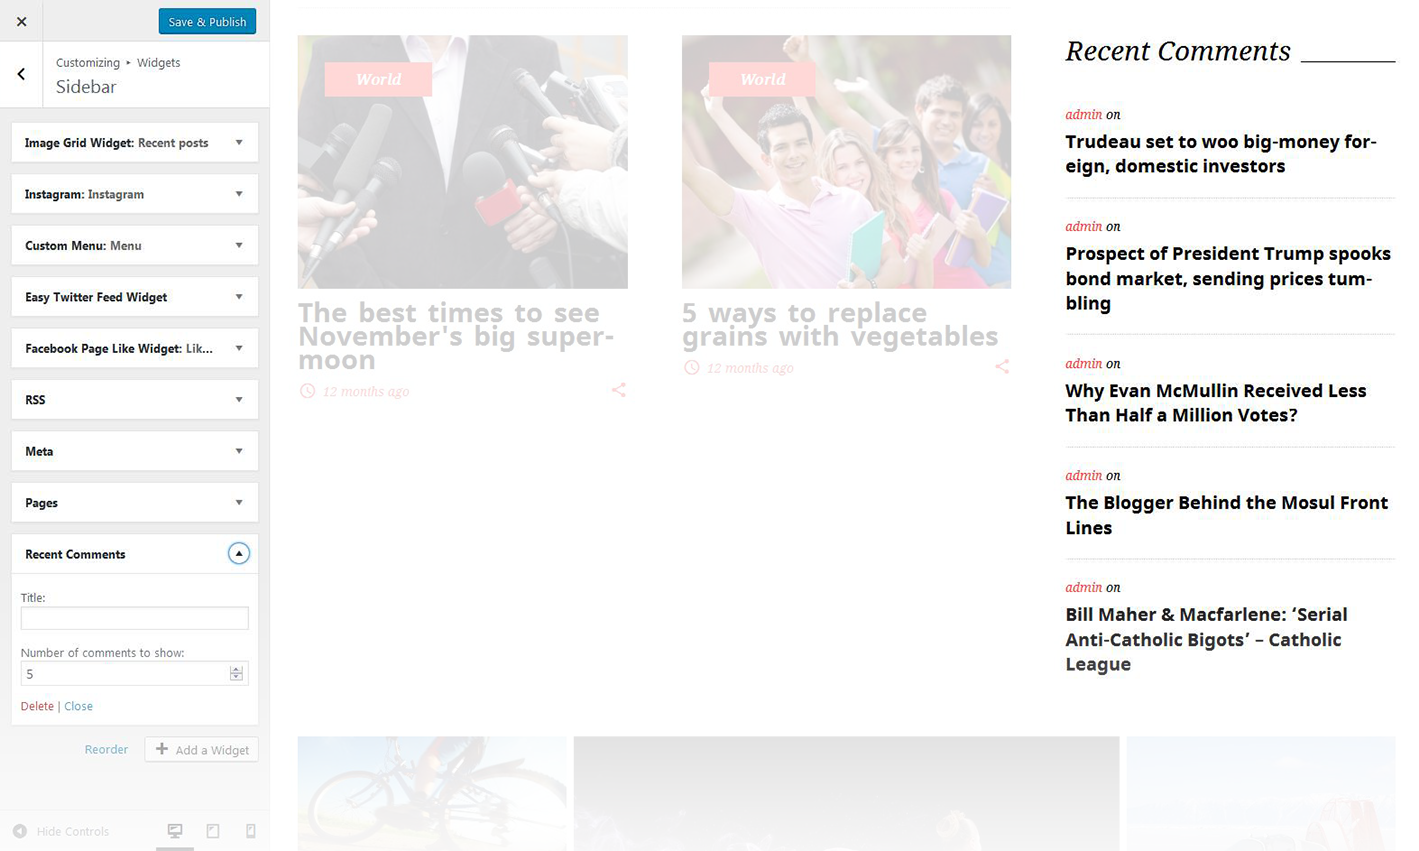 Save & Publish
Customizing ▸ Widgets
Sidebar
Image Grid Widget: Recent posts
Instagram: Instagram
Custom Menu: Menu
Easy Twitter Feed Widget
Facebook Page Like Widget: Lik...
RSS
Meta
Pages
Recent Comments
Title:
Number of comments to show:
5
Delete | Close
Reorder
Add a Widget
Hide Controls
World
The best times to see
November's big super-
moon
12 months ago
World
5 ways to replace
grains with vegetables
12 months ago
Recent Comments
admin on
Trudeau set to woo big-money for-
eign, domestic investors
admin on
Prospect of President Trump spooks
bond market, sending prices tum-
bling
admin on
Why Evan McMullin Received Less
Than Half a Million Votes?
admin on
The Blogger Behind the Mosul Front
Lines
admin on
Bill Maher & Macfarlene: ‘Serial
Anti-Catholic Bigots’ – Catholic
League